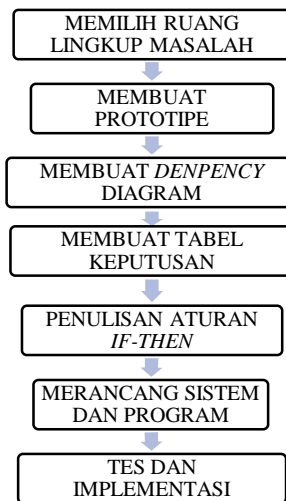 MEMILIH RUANG
LINGKUP MASALAH
MEMBUAT
PROTOTIPE
MEMBUAT DENPENCY
DIAGRAM
MEMBUAT TABEL
KEPUTUSAN
PENULISAN ATURAN
IF-THEN
MERANCANG SISTEM
DAN PROGRAM
TES DAN
IMPLEMENTASI